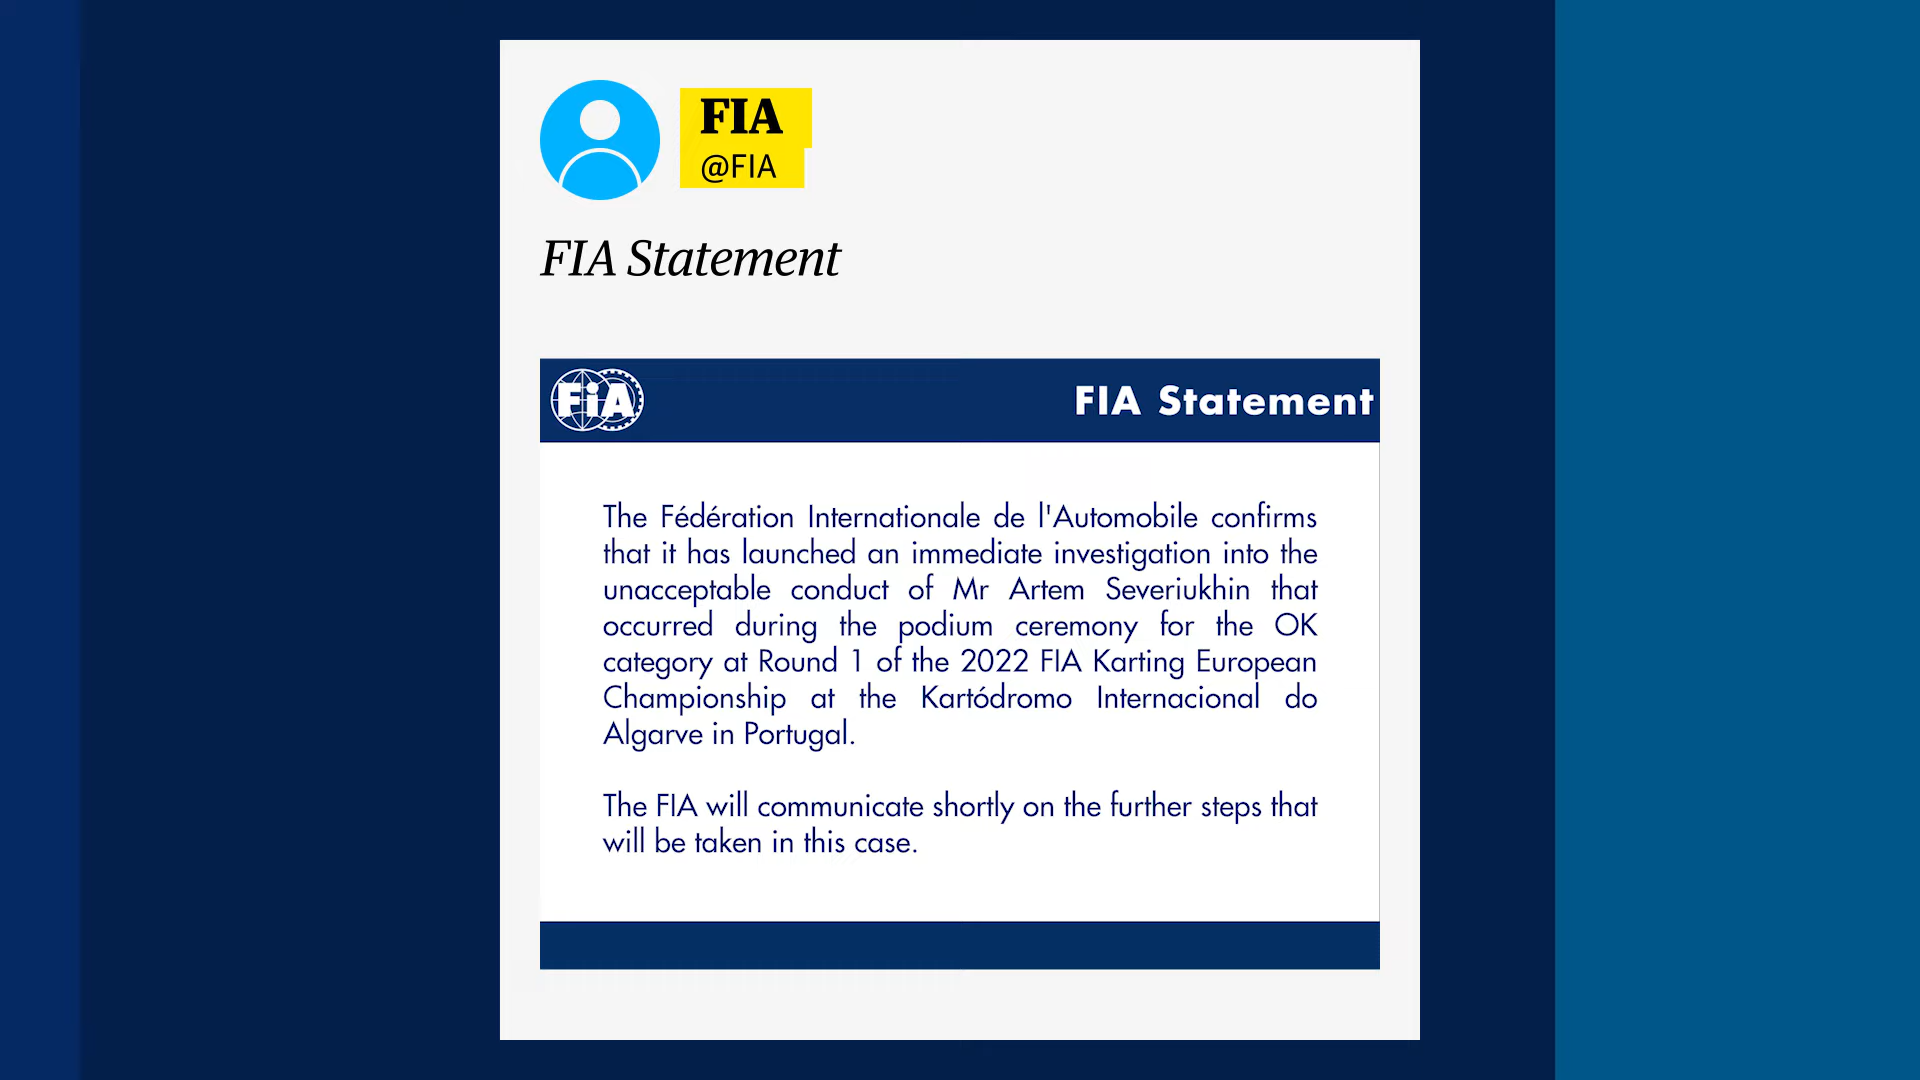 FIA
@FIA
FIA Statement
FiA
FIA Statement
The Fédération Internationale de l'Automobile confirms
that it has launched an immediate investigation into the
unacceptable conduct of Mr Artem Severiukhin that
occurred during the podium ceremony for the OK
category at Round 1 of the 2022 FIA Karting European
Championship at the Kartódromo Internacional do
Algarve in Portugal.
The FIA will communicate shortly on the further steps that
will be taken in this case.